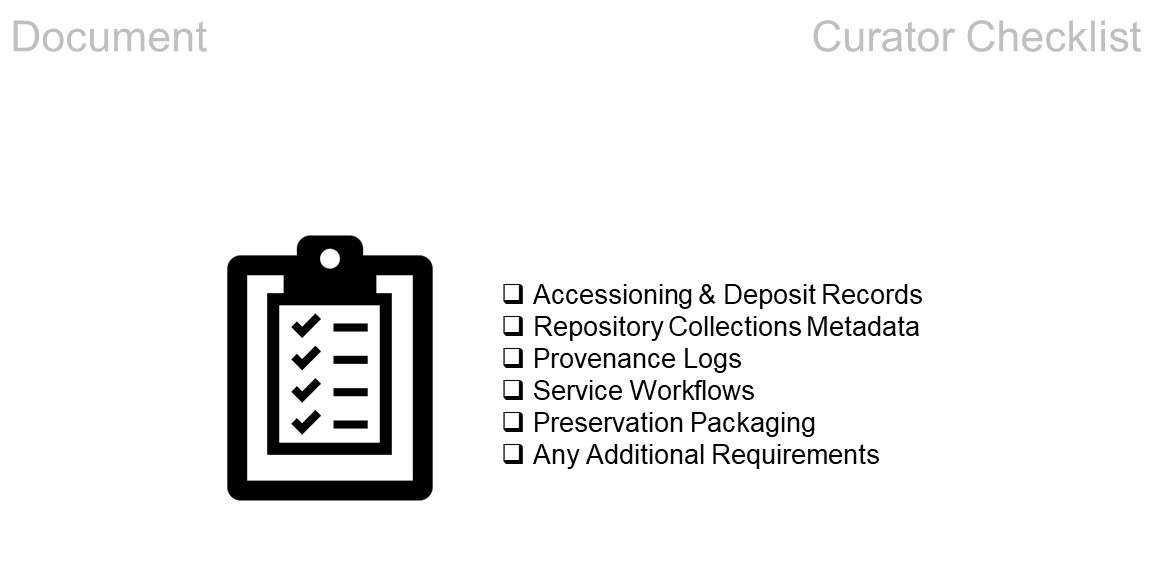 Document
Curator Checklist
❑ Accessioning & Deposit Records
❑ Repository Collections Metadata
❑ Provenance Logs
❑ Service Workflows
❑ Preservation Packaging
❑ Any Additional Requirements